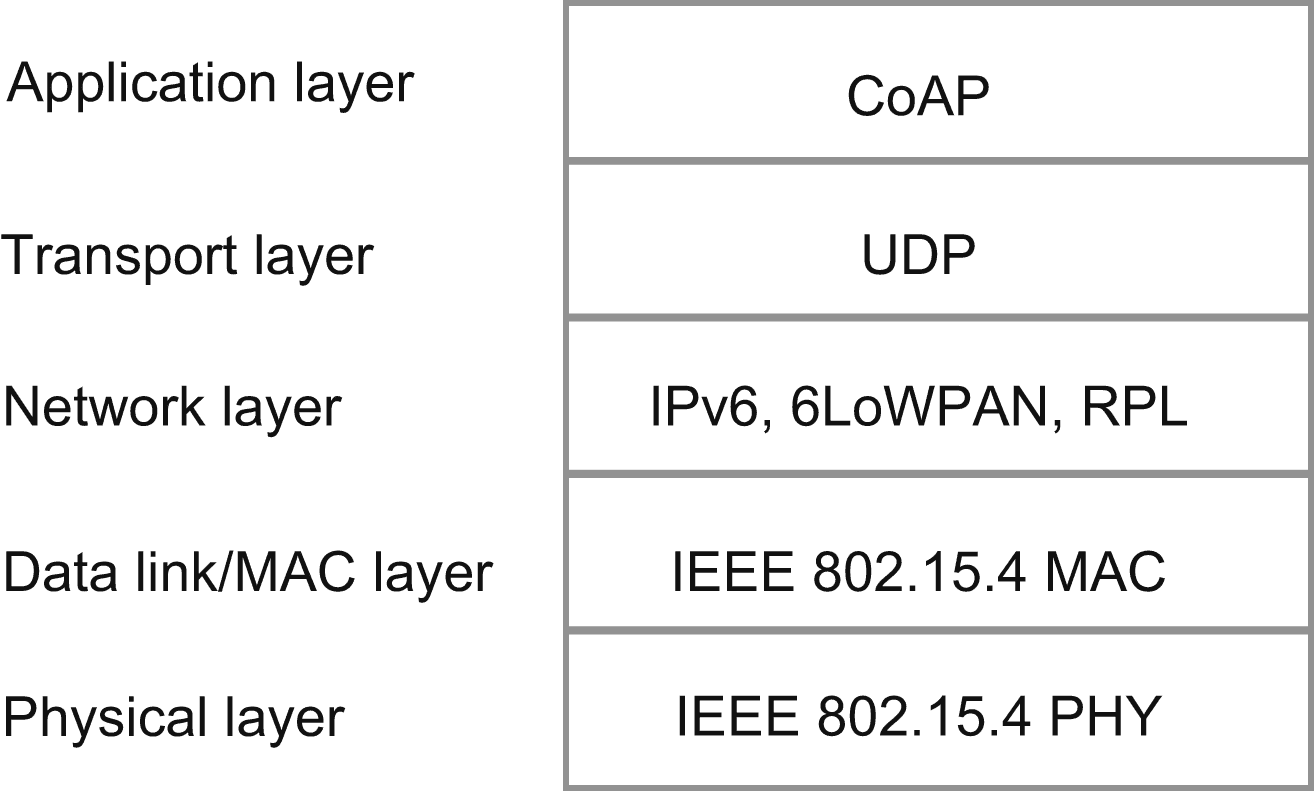 Application layer
CoAP
Transport layer
UDP
Network layer
IPv6, 6LoWPAN, RPL
Data link/MAC layer
IEEE 802.15.4 MAC
Physical layer
IEEE 802.15.4 PHY